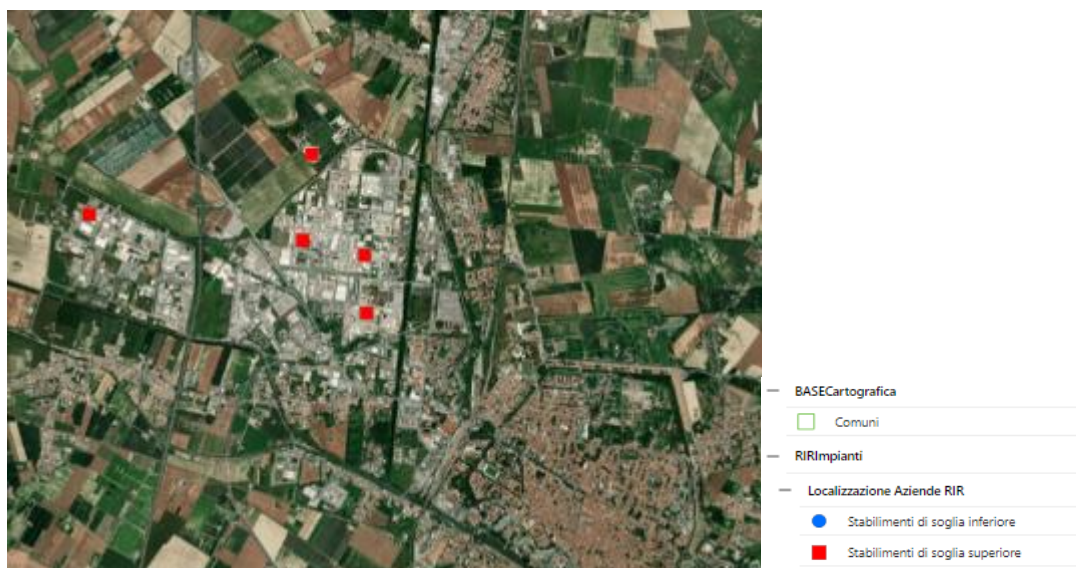 BASECartografica
Comuni
RIRImpianti
Localizzazione Aziende RIR
Stabilimenti di soglia inferiore
Stabilimenti di soglia superiore